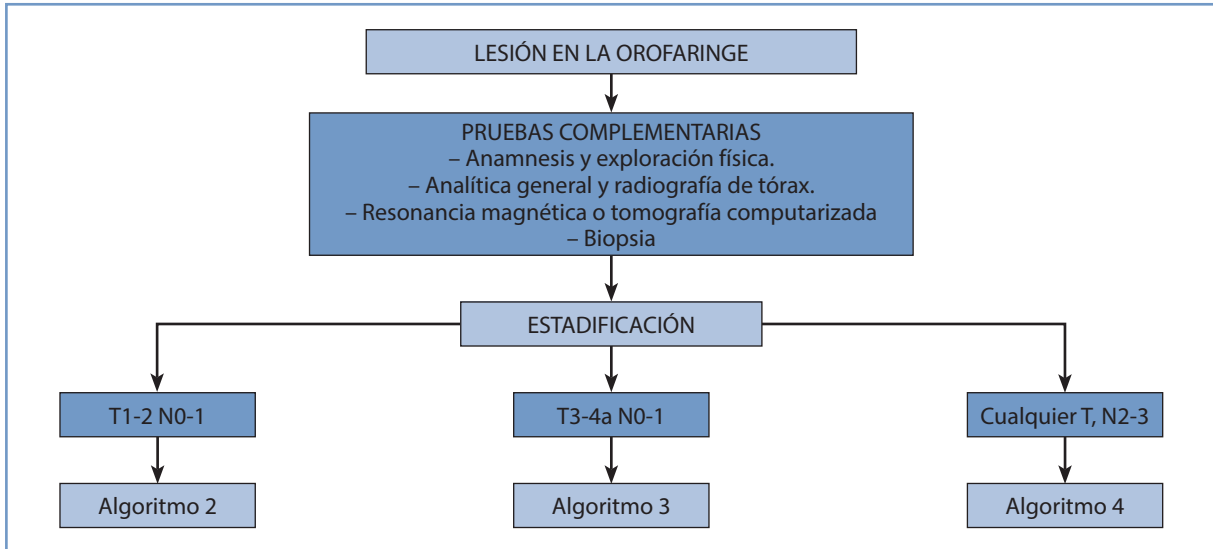 LESIÓN EN LA OROFARINGE
PRUEBAS COMPLEMENTARIAS
– Anamnesis y exploración física.
– Analítica general y radiografía de tórax.
– Resonancia magnética o tomografía computarizada
– Biopsia
ESTADIFICACIÓN
T1-2 N0-1
T3-4a N0-1
Cualquier T, N2-3
Algoritmo 2
Algoritmo 3
Algoritmo 4